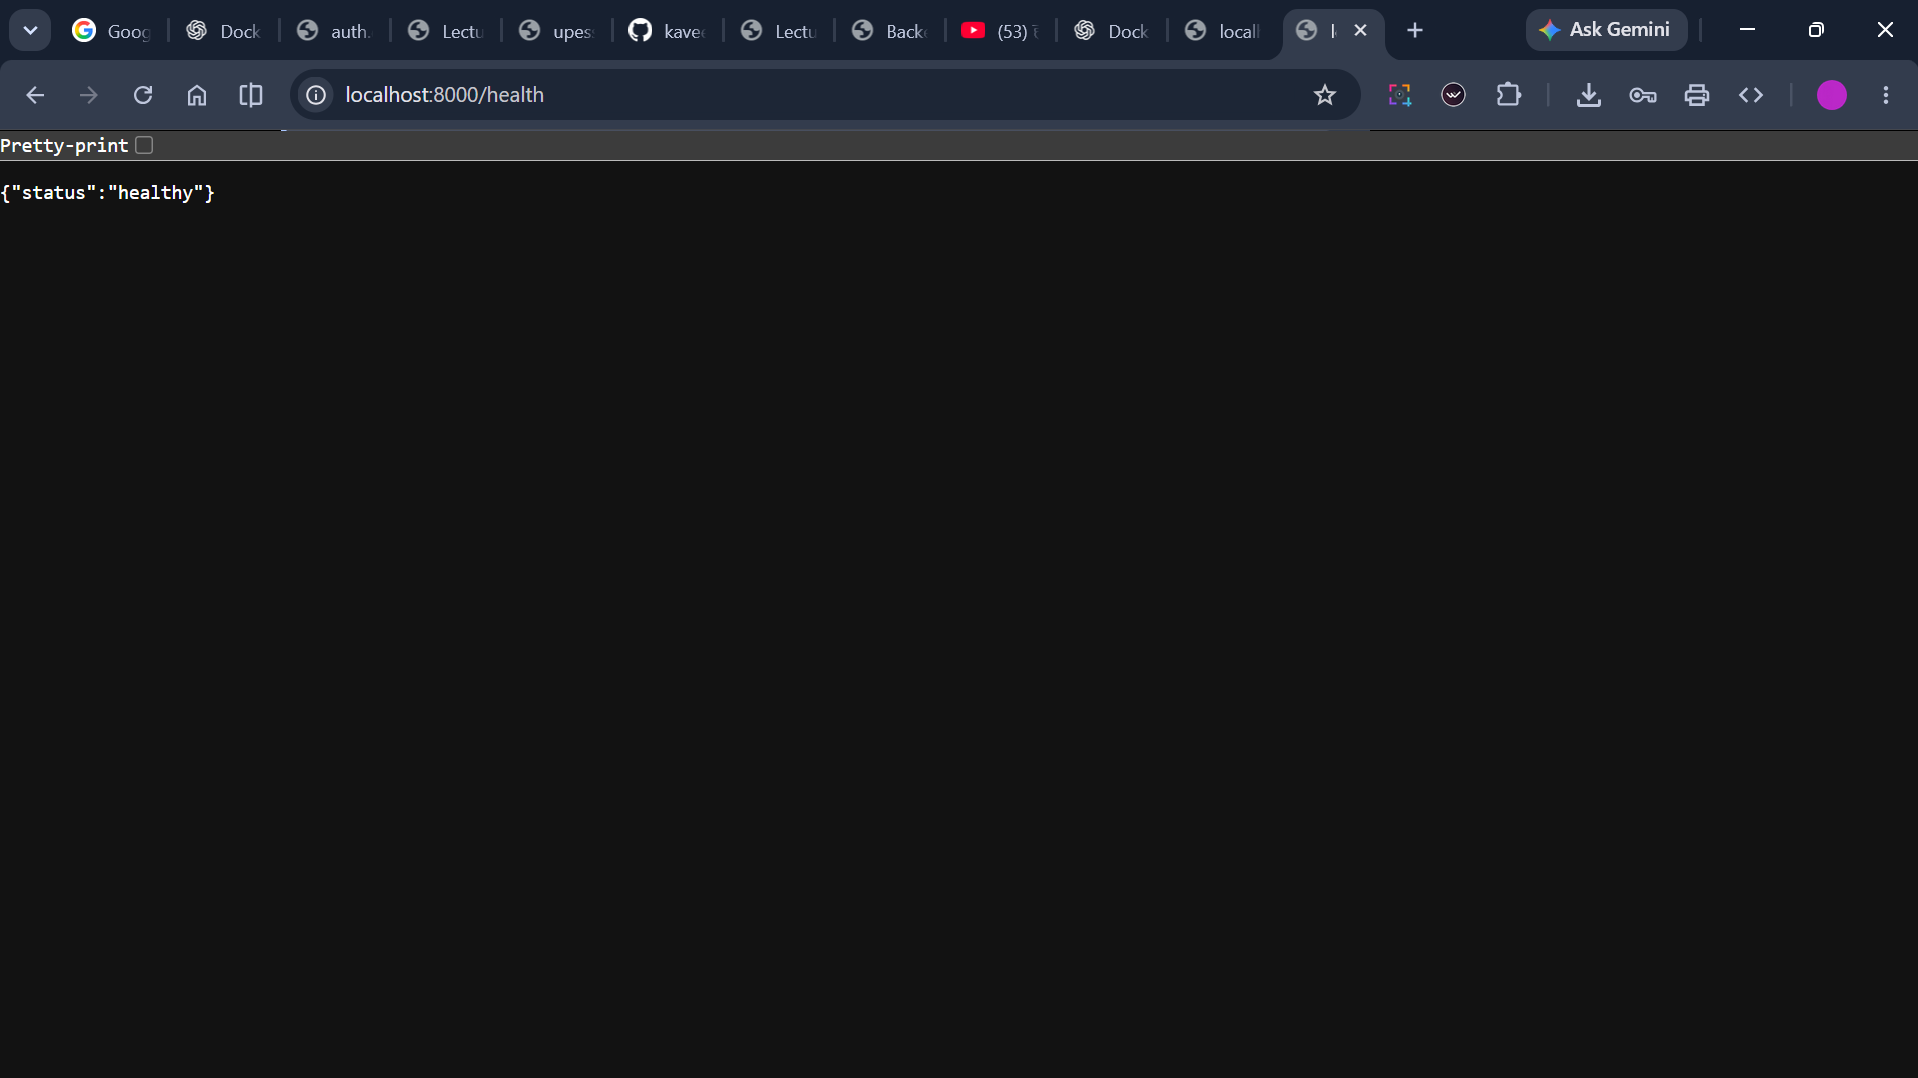 Goog Dock auth. Lectu upes: kave Lectu Back (53) Dock locall Ask Gemini
localhost:8000/health
Pretty-print
{"status":"healthy"}